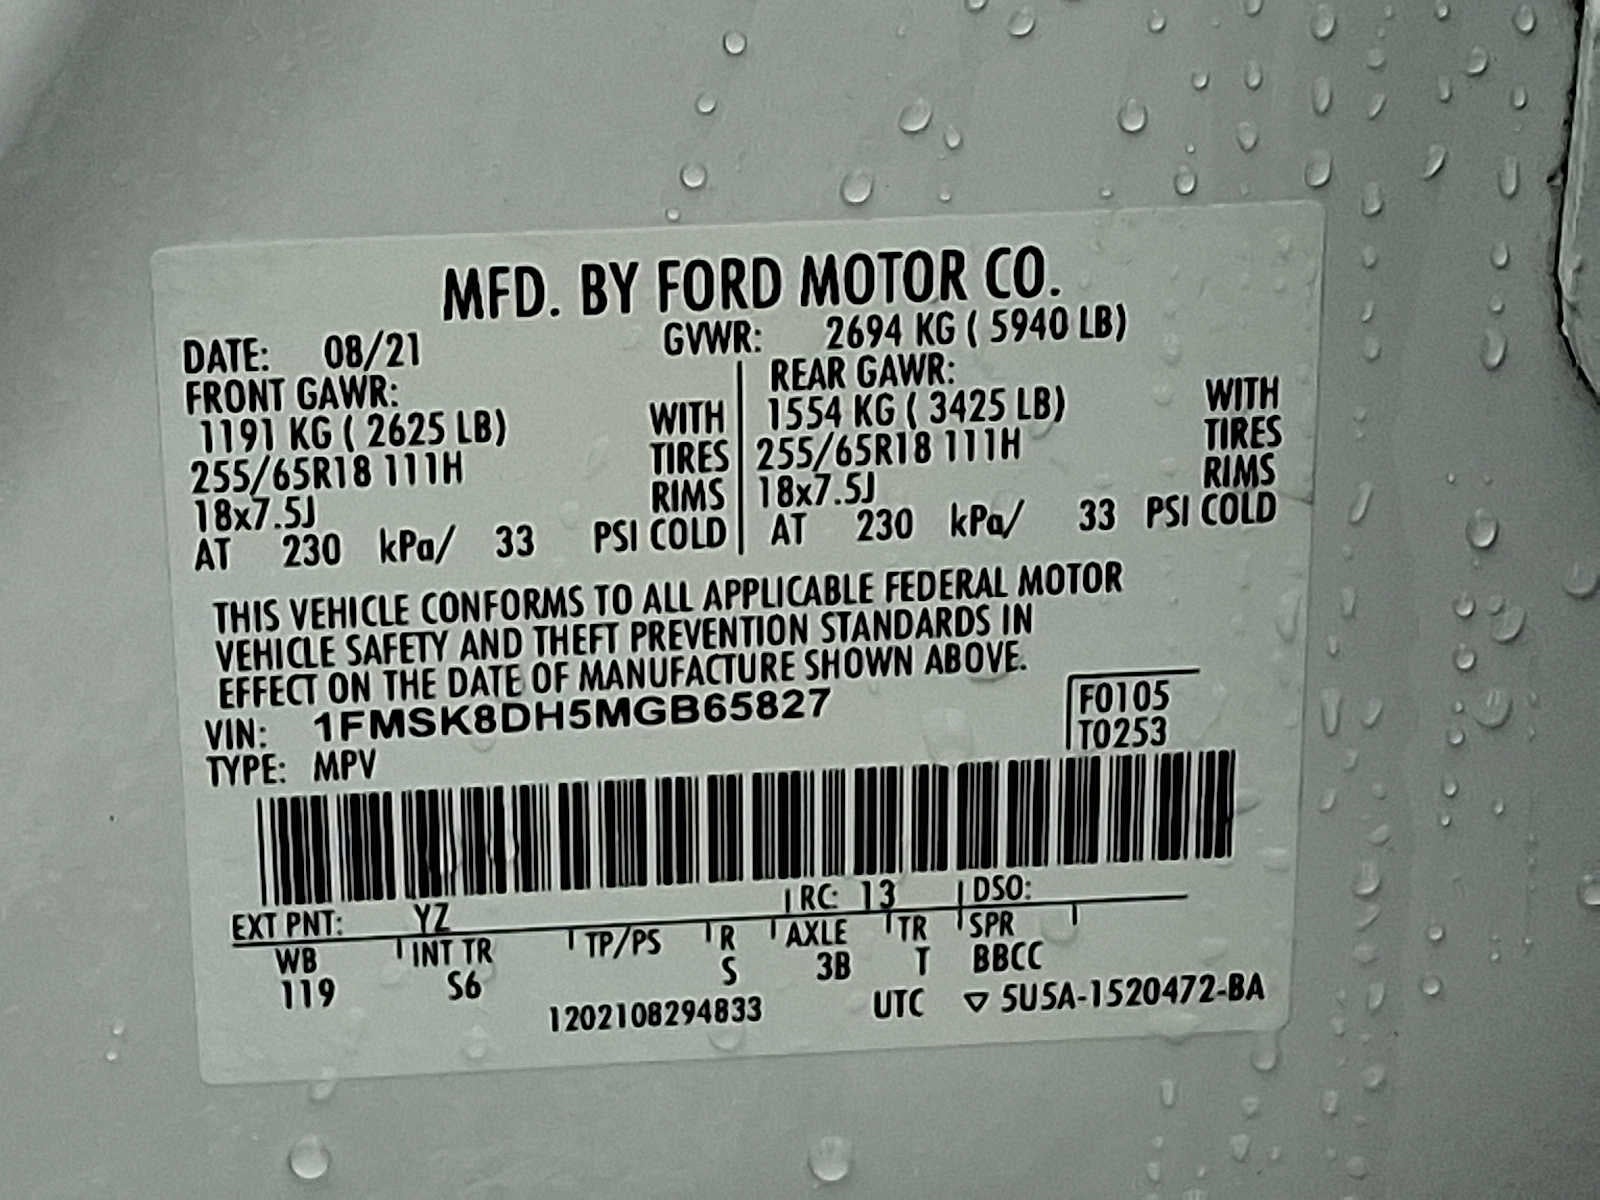 MFD. BY FORD MOTOR CO.
DATE: 08/21 GVWR: 2694 KG ( 5940 LB)
FRONT GAWR: REAR GAWR:
1191 KG ( 2625 LB) WITH 1554 KG ( 3425 LB) WITH
255/65R18 111H TIRES 255/65R18 111H TIRES
18x7.5J RIMS 18x7.5J RIMS
AT 230 kPa/ 33 PSI COLD AT 230 kPa/ 33 PSI COLD
THIS VEHICLE CONFORMS TO ALL APPLICABLE FEDERAL MOTOR
VEHICLE SAFETY AND THEFT PREVENTION STANDARDS IN
EFFECT ON THE DATE OF MANUFACTURE SHOWN ABOVE.
VIN: 1FMSK8DH5MGB65827 F0105
TYPE: MPV T0253
EXT PNT: YZ RC: 13 DSO:
WB INT TR TP/PS R AXLE TR SPR
119 S6 S 3B T BBCC
1202108294833 UTC ▽ 5U5A-1520472-BA